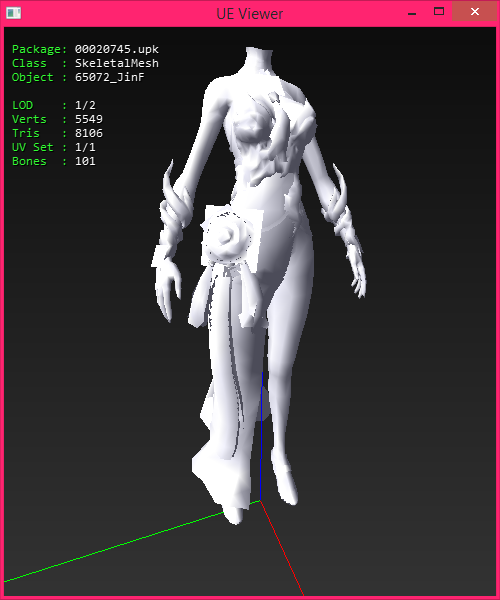 UE Viewer
Package: 00020745.upk
Class  : SkeletalMesh
Object : 65072_JinF
LOD    : 1/2
Verts  : 5549
Tris   : 8106
UV Set : 1/1
Bones  : 101